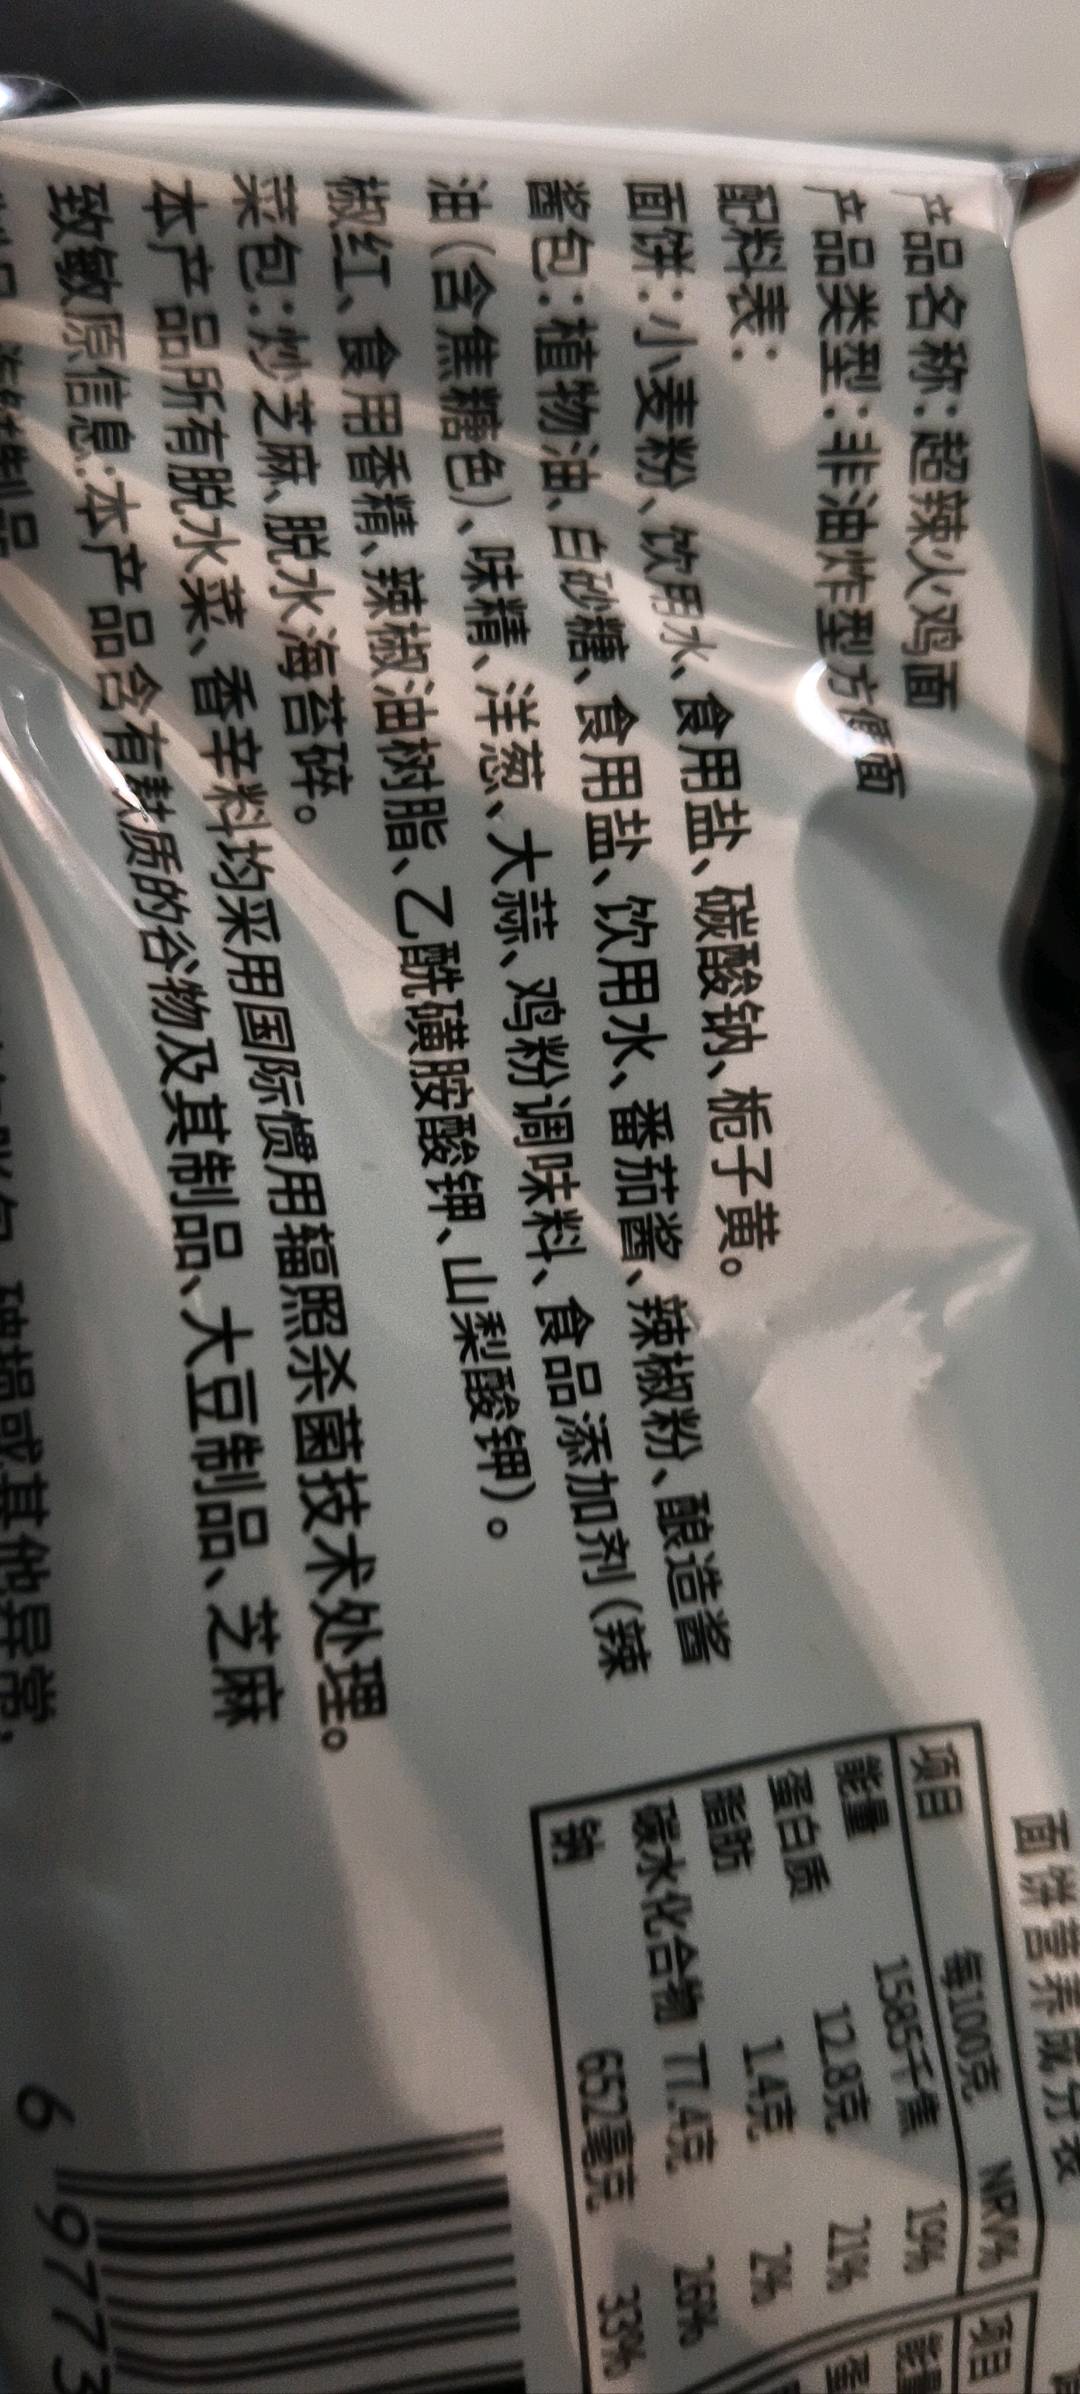 产品名称:超辣火鸡面
产品类型:非油炸型方便面
配料表:
面饼:小麦粉、饮用水、食用盐、碳酸钠、栀子黄。
酱包:植物油、白砂糖、食用盐、饮用水、番茄酱、辣椒粉、酿造酱
油(含焦糖色)、味精、洋葱、大蒜、鸡粉调味料、食品添加剂(辣
椒红、食用香精、辣椒油树脂、乙酰磺胺酸钾、山梨酸钾)。
菜包:炒芝麻、脱水海苔碎。
本产品所有脱水菜、香辛料均采用国际惯用辐照杀菌技术处理。
致敏原信息:本产品含有麸质的谷物及其制品、大豆制品、芝麻
面饼营养成分表
项目 每100克 NRV%
能量 1585千焦 19%
蛋白质 12.8克 21%
脂肪 1.4克 2%
碳水化合物 77.4克 26%
钠 652毫克 33%
项目
能量
6 9773